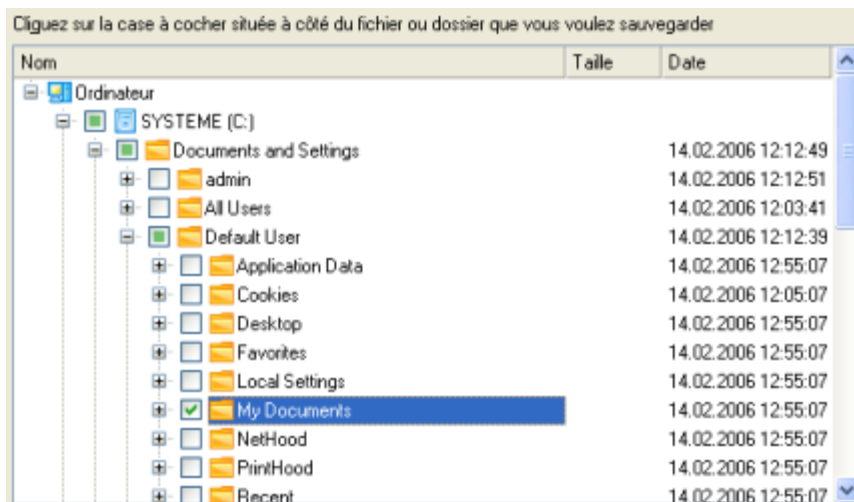 Cliguez sur la case à cocher située à côté du fichier ou dossier que vous voulez sauvegarder
Nom Taille Date
Ordinateur
SYSTEME (C:)
Documents and Settings 14.02.2006 12:12:49
admin 14.02.2006 12:12:51
All Users 14.02.2006 12:03:41
Default User 14.02.2006 12:12:39
Application Data 14.02.2006 12:55:07
Cookies 14.02.2006 12:05:07
Desktop 14.02.2006 12:55:07
Favorites 14.02.2006 12:55:07
Local Settings 14.02.2006 12:55:07
My Documents 14.02.2006 12:55:07
NetHood 14.02.2006 12:55:07
PrintHood 14.02.2006 12:55:07
Recent 14.02.2006 12:55:07